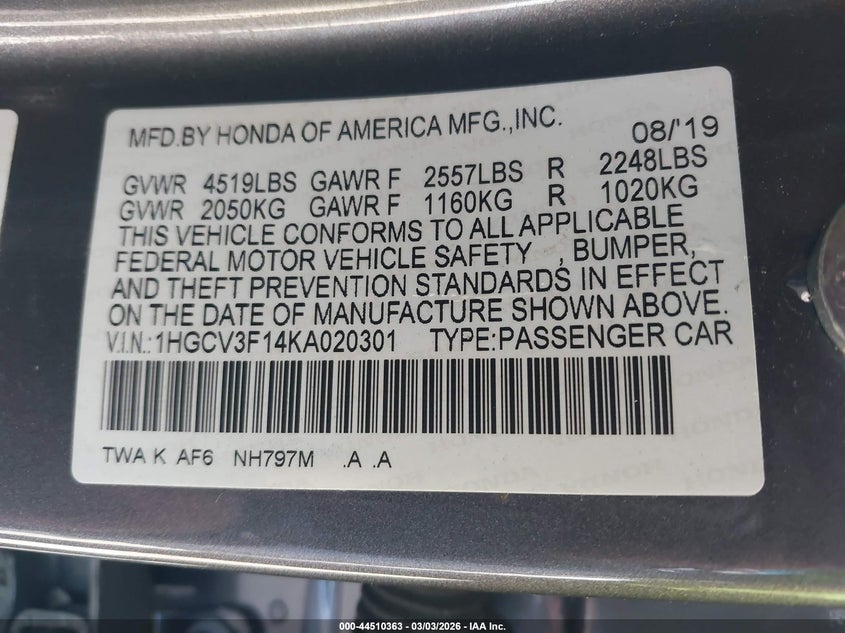 MFD.BY HONDA OF AMERICA MFG.,INC. 08/'19
GVWR 4519LBS GAWR F 2557LBS R 2248LBS
GVWR 2050KG GAWR F 1160KG R 1020KG
THIS VEHICLE CONFORMS TO ALL APPLICABLE
FEDERAL MOTOR VEHICLE SAFETY , BUMPER,
AND THEFT PREVENTION STANDARDS IN EFFECT
ON THE DATE OF MANUFACTURE SHOWN ABOVE.
V.I.N.:1HGCV3F14KA020301 TYPE:PASSENGER CAR
TWA K AF6 NH797M .A .A
000-44510363 - 03/03/2026 - IAA Inc.